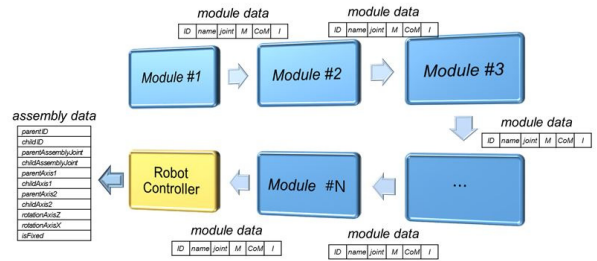 module data
ID name joint M CoM I
module data
ID name joint M CoM I
Module #1
Module #2
Module #3
module data
ID name joint M CoM I
assembly data
parentID
childID
parentAssemblyJoint
childAssemblyJoint
parentAxis1
childAxis1
parentAxis2
childAxis2
rotationAxisZ
rotationAxisX
isFixed
Robot
Controller
Module #N
...
module data
ID name joint M CoM I
module data
ID name joint M CoM I